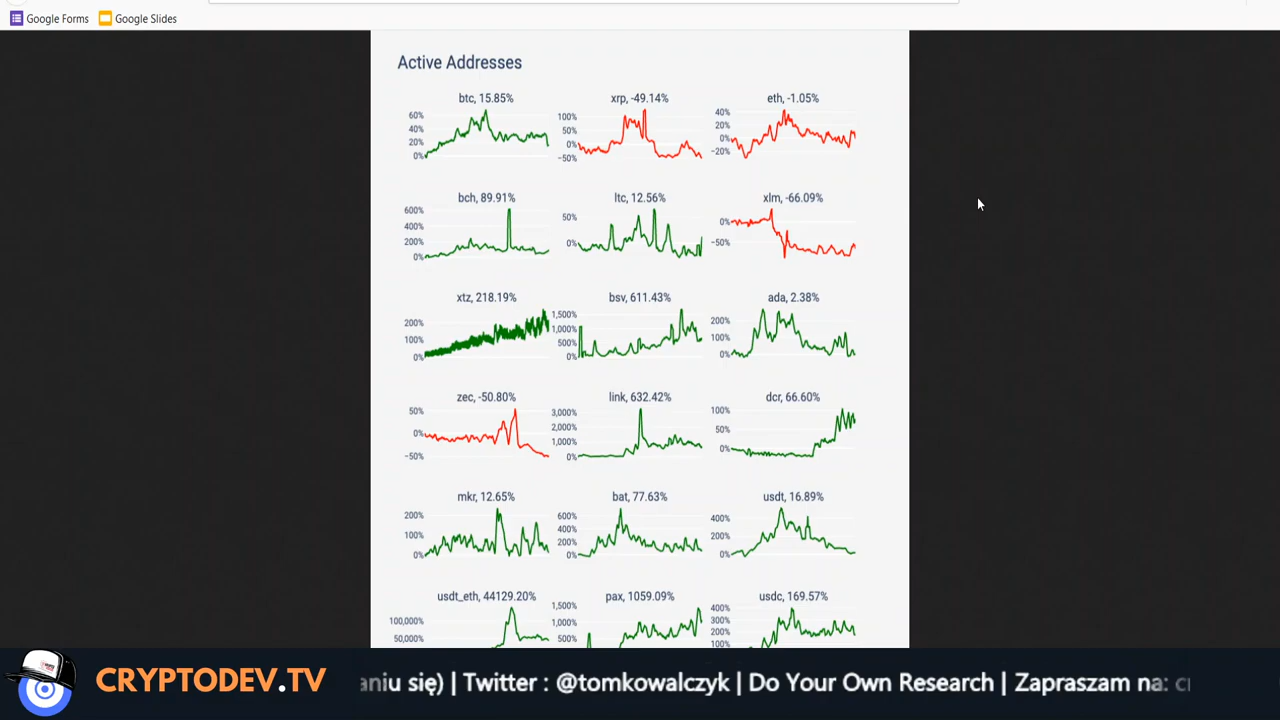 Google Forms Google Slides
Active Addresses
btc, 15.85% xrp, -49.14% eth, -1.05%
60% 40% 20% 0% 100% 50% 0% −50% 40% 20% 0% −20%
bch, 89.91% ltc, 12.56% xlm, -66.09%
600% 400% 200% 0% 50% 0% 0% −50%
xtz, 218.19% bsv, 611.43% ada, 2.38%
200% 100% 0% 1,500% 1000% 500% 0% 200% 100% 0%
zec, -50.80% link, 632.42% dcr, 66.60%
50% 0% −50% 3,000% 2,000% 1,000% 0% 100% 50% 0%
mkr, 12.65% bat, 77.63% usdt, 16.89%
200% 100% 0% 600% 400% 200% 0% 400% 200% 0%
usdt_eth, 44129.20% pax, 1059.09% usdc, 169.57%
100,000% 50,000% 1,500% 1000% 500% 400% 300% 200% 100%
CRYPTODEV.TV aniu się) | Twitter : @tomkowalczyk | Do Your Own Research | Zapraszam na: